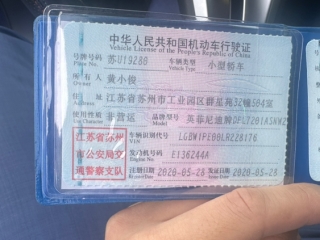 中华人民共和国机动车行驶证
Vehicle License of the People's Republic of China
号牌号码 苏U19280 车辆类型 小型轿车
Plate No. Vehicle Type
所有人 黄小俊
Owner
住址 江苏省苏州市工业园区群星苑32幢504室
使用性质 非营运 品牌型号 英菲尼迪牌
Use Character Model
江苏省苏州 车辆识别代号
市公安局交 VIN
通警察支队 发动机号码 E136244A
Engine No.
注册日期 2020-05-28 发证日期 2020-05-28